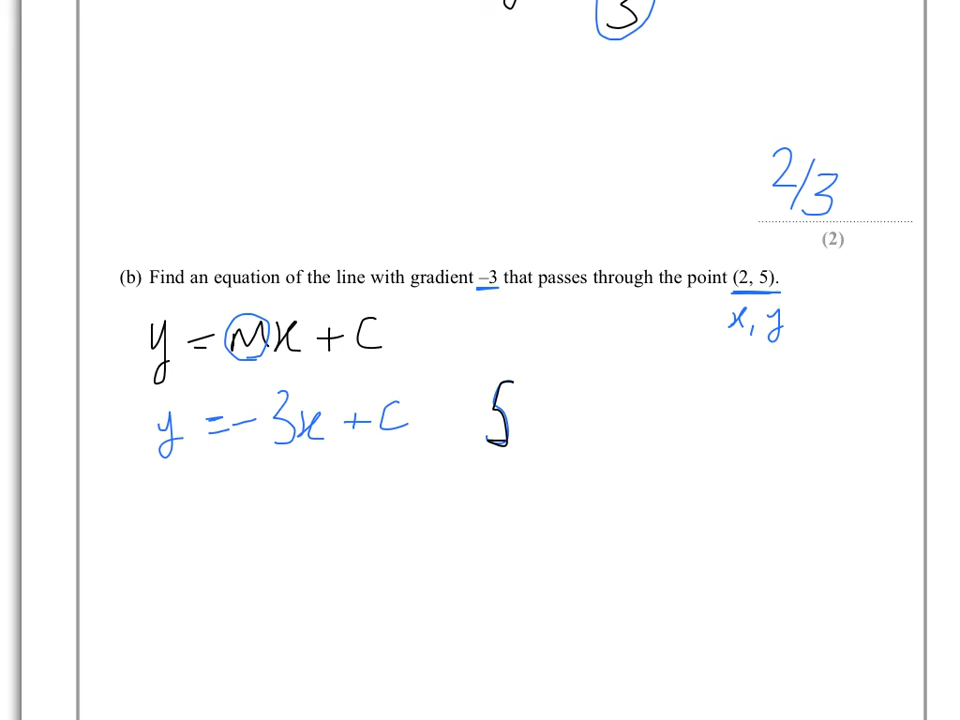 3
2/3
(2)
(b) Find an equation of the line with gradient –3 that passes through the point (2, 5).
x, y
y = mx + c
y = - 3x + c 5